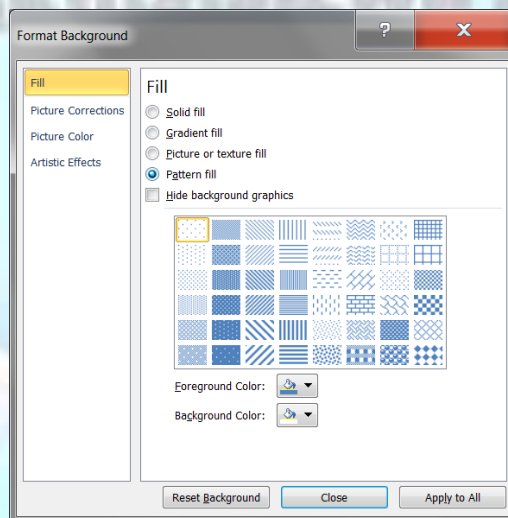 Format Background
?
X
Fill
Picture Corrections
Picture Color
Artistic Effects
Fill
Solid fill
Gradient fill
Picture or texture fill
Pattern fill
Hide background graphics
Foreground Color:
Background Color:
Reset Background
Close
Apply to All